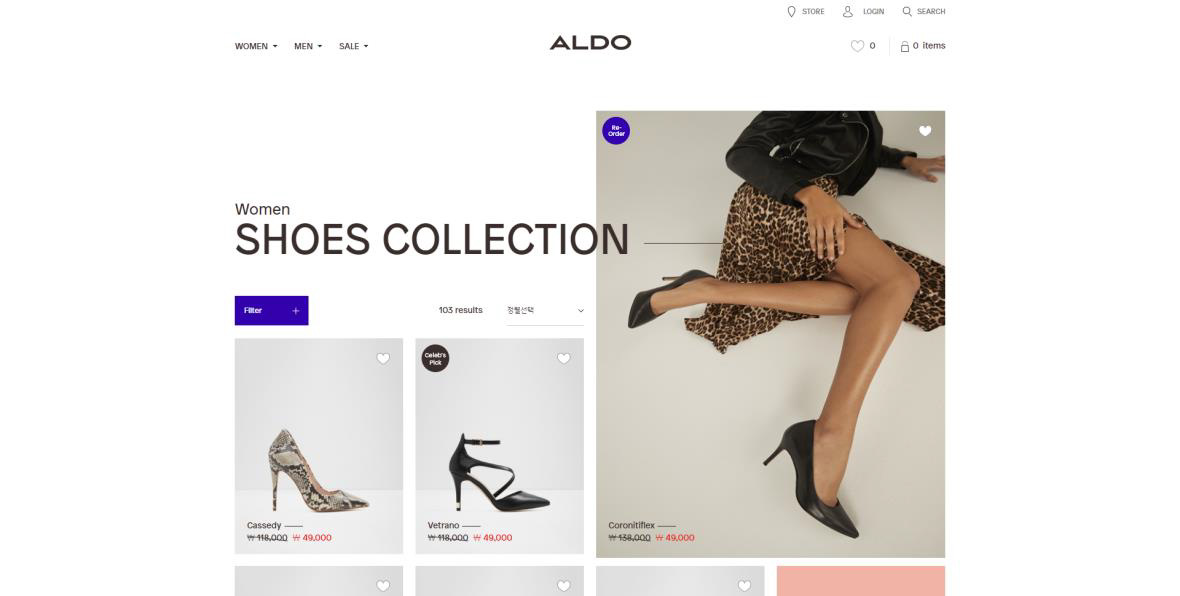 STORE LOGIN SEARCH
WOMEN MEN SALE ALDO 0 0 items
Re-
Order
Women
SHOES COLLECTION
Filter + 103 results 정렬선택
Celeb's
Pick
Cassedy
₩ 118,000 ₩ 49,000
Vetrano
₩ 118,000 ₩ 49,000
Coronitiflex
₩ 138,000 ₩ 49,000